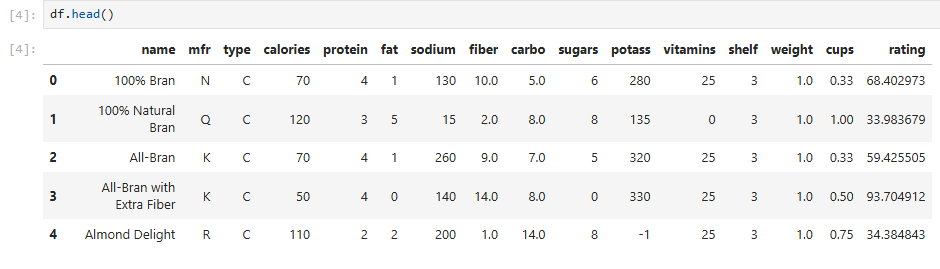 [4]: df.head()
[4]: name mfr type calories protein fat sodium fiber carbo sugars potass vitamins shelf weight cups rating
0 100% Bran N C 70 4 1 130 10.0 5.0 6 280 25 3 1.0 0.33 68.402973
1 100% Natural Bran Q C 120 3 5 15 2.0 8.0 8 135 0 3 1.0 1.00 33.983679
2 All-Bran K C 70 4 1 260 9.0 7.0 5 320 25 3 1.0 0.33 59.425505
3 All-Bran with Extra Fiber K C 50 4 0 140 14.0 8.0 0 330 25 3 1.0 0.50 93.704912
4 Almond Delight R C 110 2 2 200 1.0 14.0 8 -1 25 3 1.0 0.75 34.384843